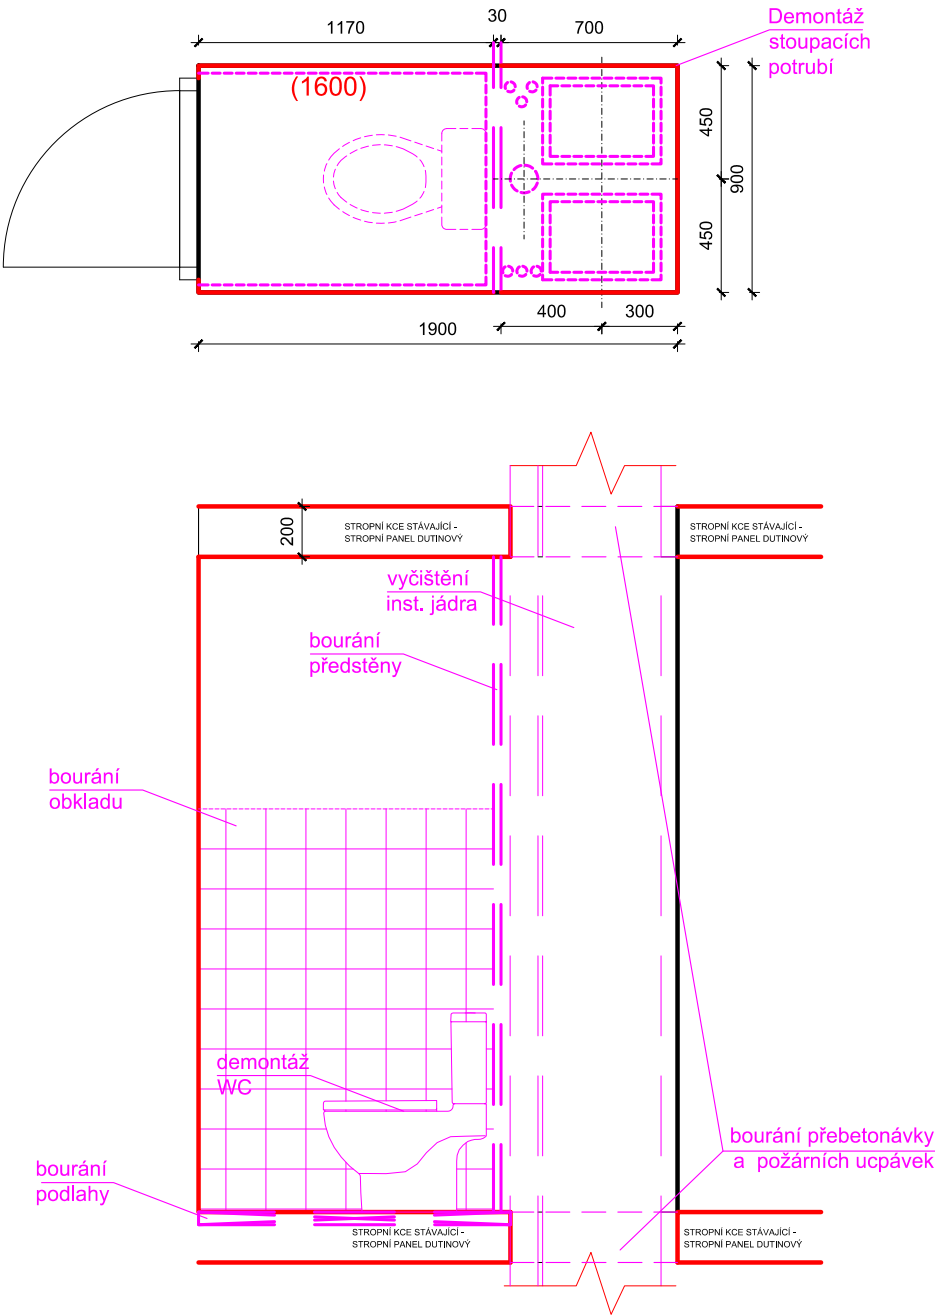 1170
30
700
Demontáž
stoupacích
potrubí
(1600)
450
900
450
400
300
1900
200
STROPNÍ KCE STÁVAJÍCÍ -
STROPNÍ PANEL DUTINOVÝ
STROPNÍ KCE STÁVAJÍCÍ -
STROPNÍ PANEL DUTINOVÝ
vyčištění
inst. jádra
bourání
předstěny
bourání
obkladu
demontáž
WC
bourání přebetonávky
a požárních ucpávek
bourání
podlahy
STROPNÍ KCE STÁVAJÍCÍ -
STROPNÍ PANEL DUTINOVÝ
STROPNÍ KCE STÁVAJÍCÍ -
STROPNÍ PANEL DUTINOVÝ